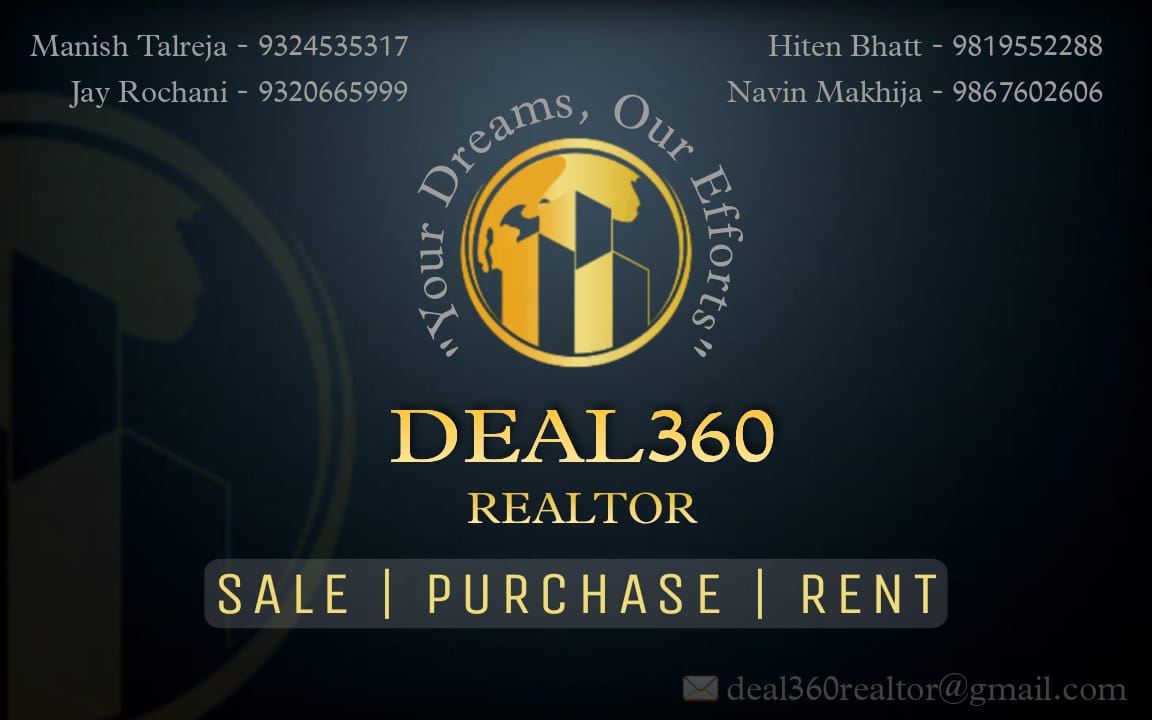 Manish Talreja - 9324535317
Jay Rochani - 9320665999
Hiten Bhatt - 9819552288
Navin Makhija - 9867602606
"Your Dreams, Our Efforts"
DEAL360
REALTOR
SALE | PURCHASE | RENT
deal360realtor@gmail.com